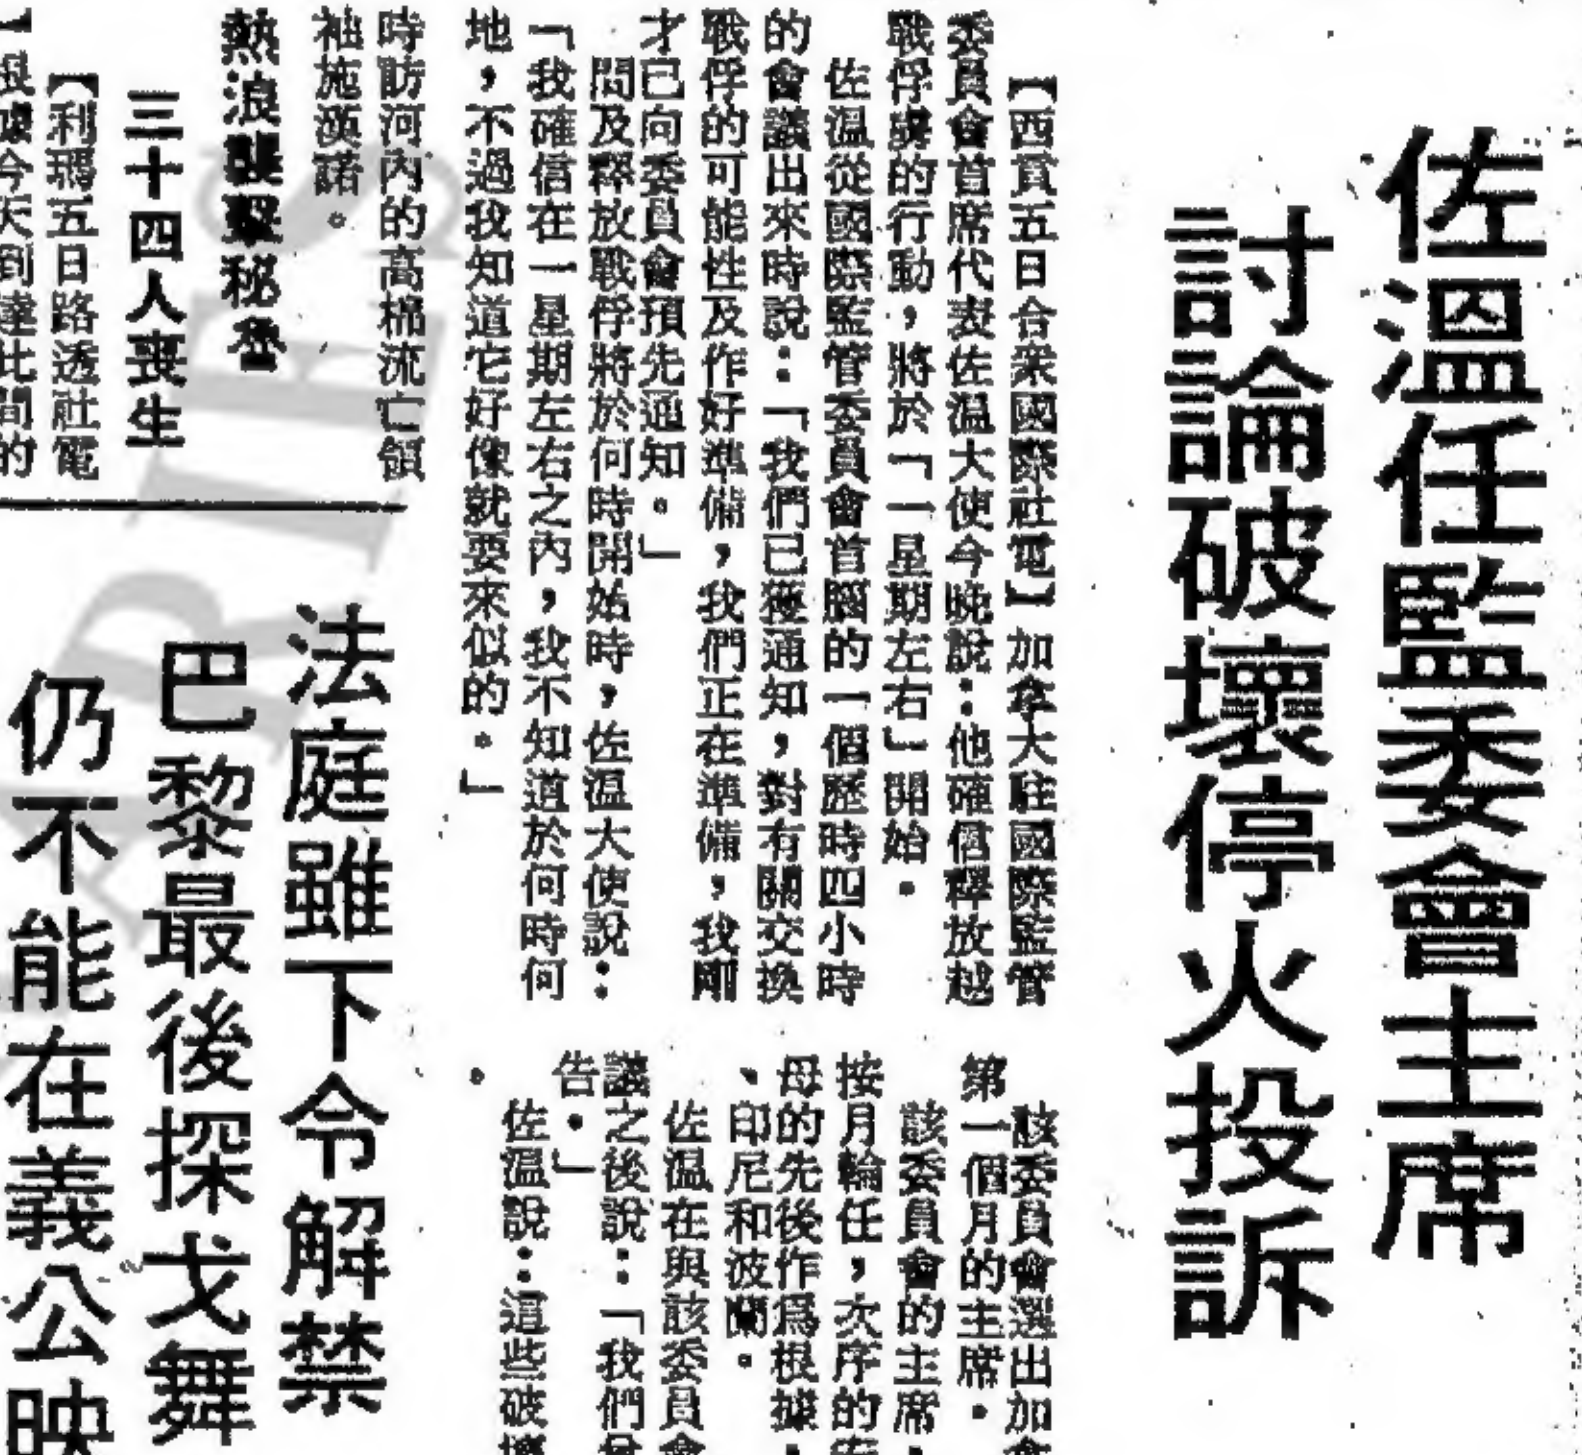 佐溫任監委會主席
討論破壞停火投訴
【西貢五日合衆國際社電】加拿大駐國際監管
委員會首席代表佐温大使今晚說：他確信釋放越
戰俘虜的行動，將於「一星期左右」開始。
佐溫從國際監管委員會首腦的一個歷時四小時
的會議出來時說：「我們已獲通知，對有關交換
戰俘的可能性及作好準備，我們正在準備，我剛
才已向委員會預先通知。」
問及釋放戰俘將於何時開始時，佐温大使說：
「我確信在一星期左右之內，我不知道於何時何
地，不過我知道它好像就要來似的。」
該委員會選出加
第一個月的主席。
該委員會的主席
按月輪任，次序的
母的先後作爲根據
、印尼和波蘭。
佐温在與該委員會
議之後說：「我們
告。」
佐溫說：這些破壞
。
時訪河內的高棉流亡領
袖施漢諾。
熱浪襲擊秘魯
三十四人喪生
【利瑪五日路透社電
根據今天到達此間的
法庭雖下令解禁
巴黎最後探戈舞
仍不能在義公映